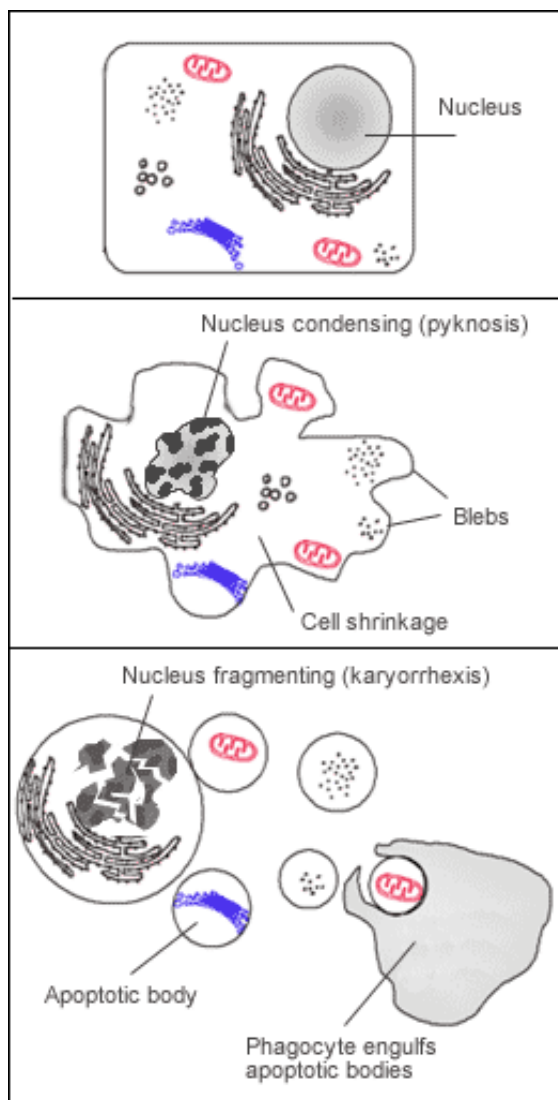 Nucleus
Nucleus condensing (pyknosis)
Blebs
Cell shrinkage
Nucleus fragmenting (karyorrhexis)
Apoptotic body
Phagocyte engulfs
apoptotic bodies